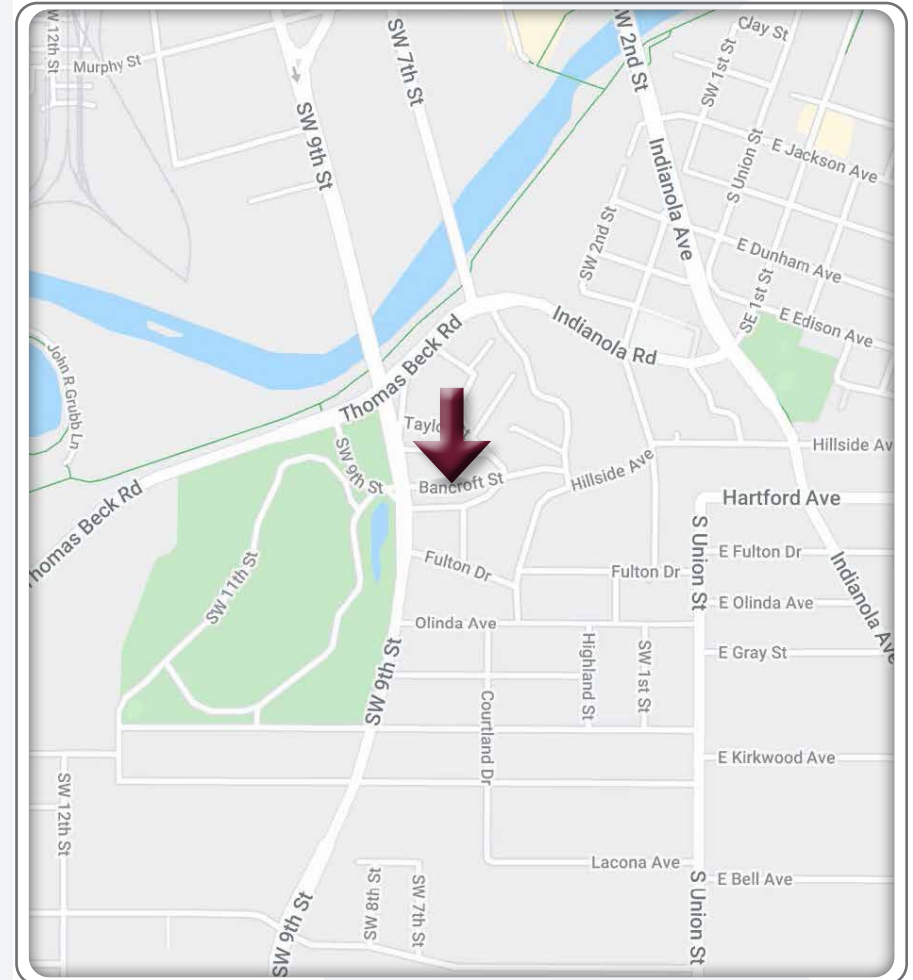 W 12th St
Murphy St
SW 9th St
SW 7th St
W 2nd St
Clay St
SW 1st St
S Union St
E Jackson Ave
Indianola Ave
SW 2nd St
E Dunham Ave
SE 1st St
E Edison Ave
Indianola Rd
John R Grubb Ln
Thomas Beck Rd
SW 9th St
Bancroft St
Hillside Ave
Hillside Av
Hartford Ave
homas Beck Rd
SW 11th St
Fulton Dr
Fulton Dr
S Union St
E Fulton Dr
Indianola Ave
Olinda Ave
E Olinda Ave
Highland St
SW 1st St
E Gray St
SW 9th St
Courtland Dr
E Kirkwood Ave
SW 12th St
Lacona Ave
SW 8th St
SW 7th St
E Bell Ave
S Union St
SW 9th St